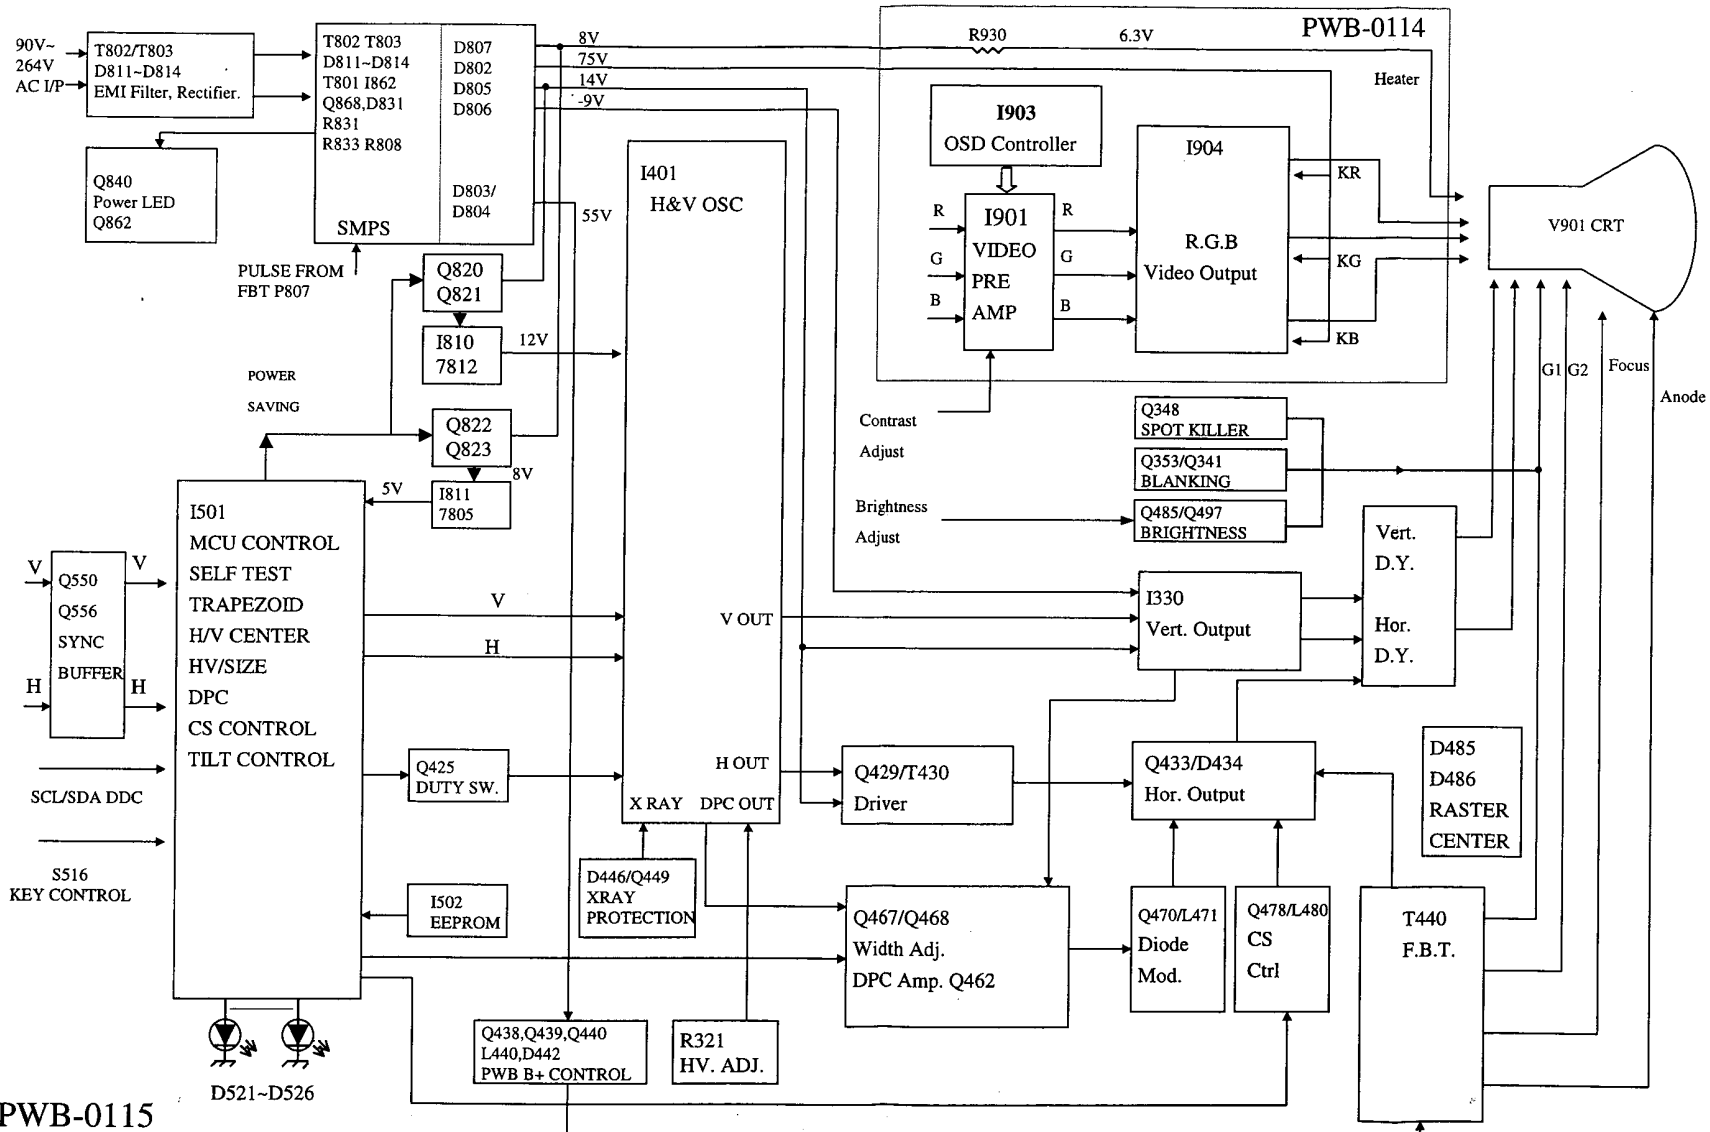 PWB-0114
90V~
264V
AC I/P
T802/T803
D811~D814
EMI Filter, Rectifier.
T802 T803
D811~D814
T801 I862
Q868,D831
R831
R833 R808
SMPS
D807
D802
D805
D806
D803/
D804
8V
75V
14V
-9V
55V
R930
6.3V
Heater
Q840
Power LED
Q862
PULSE FROM
FBT P807
Q820
Q821
I810
7812
12V
POWER
SAVING
Q822
Q823
8V
I811
7805
5V
I401
H&V OSC
V OUT
H OUT
X RAY
DPC OUT
I903
OSD Controller
I901
VIDEO
PRE
AMP
R
G
B
R
G
B
I904
R.G.B
Video Output
KR
KG
KB
V901 CRT
G1
G2
Focus
Anode
Contrast
Adjust
Brightness
Adjust
Q348
SPOT KILLER
Q353/Q341
BLANKING
Q485/Q497
BRIGHTNESS
I330
Vert. Output
Vert.
D.Y.
Hor.
D.Y.
I501
MCU CONTROL
SELF TEST
TRAPEZOID
H/V CENTER
HV/SIZE
DPC
CS CONTROL
TILT CONTROL
V
V
Q550
Q556
SYNC
BUFFER
H
H
V
H
SCL/SDA DDC
S516
KEY CONTROL
Q425
DUTY SW.
I502
EEPROM
D446/Q449
XRAY
PROTECTION
Q429/T430
Driver
Q433/D434
Hor. Output
D485
D486
RASTER
CENTER
Q467/Q468
Width Adj.
DPC Amp. Q462
Q470/L471
Diode
Mod.
Q478/L480
CS
Ctrl
T440
F.B.T.
Q438,Q439,Q440
L440,D442
PWB B+ CONTROL
R321
HV. ADJ.
D521~D526
PWB-0115